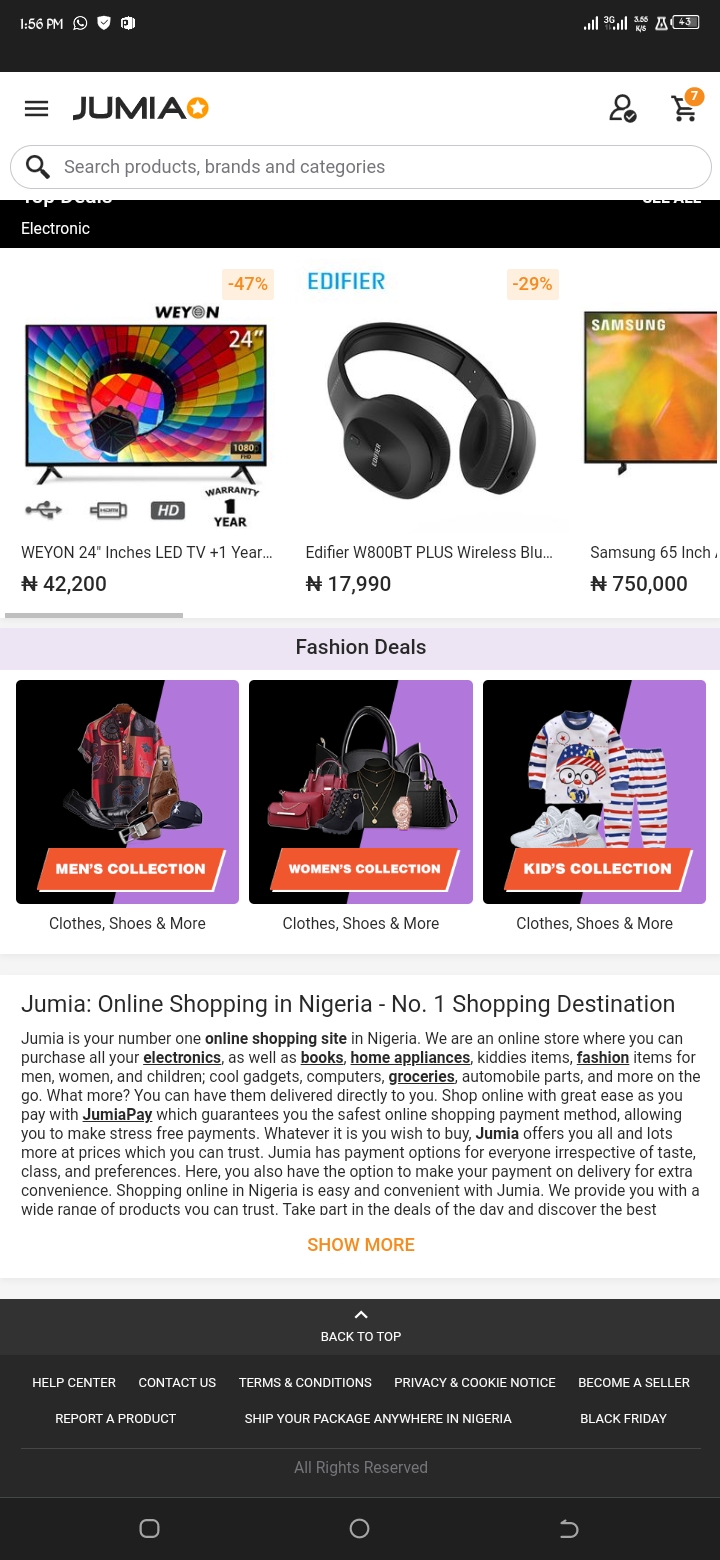 1:56 PM
3G
3.55
K/S
43
JUMIA
7
Search products, brands and categories
Top Deals
SEE ALL
Electronic
-47%
EDIFIER
-29%
WEYON
24"
SAMSUNG
EDIFIER
1080p
FHD
HDMI
HD
WARRANTY
1
YEAR
WEYON 24" Inches LED TV +1 Year...
Edifier W800BT PLUS Wireless Blu...
Samsung 65 Inch
₦ 42,200
₦ 17,990
₦ 750,000
Fashion Deals
MEN'S COLLECTION
WOMEN'S COLLECTION
KID'S COLLECTION
Clothes, Shoes & More
Clothes, Shoes & More
Clothes, Shoes & More
Jumia: Online Shopping in Nigeria - No. 1 Shopping Destination
Jumia is your number one online shopping site in Nigeria. We are an online store where you can
purchase all your electronics, as well as books, home appliances, kiddies items, fashion items for
men, women, and children; cool gadgets, computers, groceries, automobile parts, and more on the
go. What more? You can have them delivered directly to you. Shop online with great ease as you
pay with JumiaPay which guarantees you the safest online shopping payment method, allowing
you to make stress free payments. Whatever it is you wish to buy, Jumia offers you all and lots
more at prices which you can trust. Jumia has payment options for everyone irrespective of taste,
class, and preferences. Here, you also have the option to make your payment on delivery for extra
convenience. Shopping online in Nigeria is easy and convenient with Jumia. We provide you with a
wide range of products you can trust. Take part in the deals of the day and discover the best
SHOW MORE
BACK TO TOP
HELP CENTER CONTACT US TERMS & CONDITIONS PRIVACY & COOKIE NOTICE BECOME A SELLER
REPORT A PRODUCT SHIP YOUR PACKAGE ANYWHERE IN NIGERIA BLACK FRIDAY
All Rights Reserved